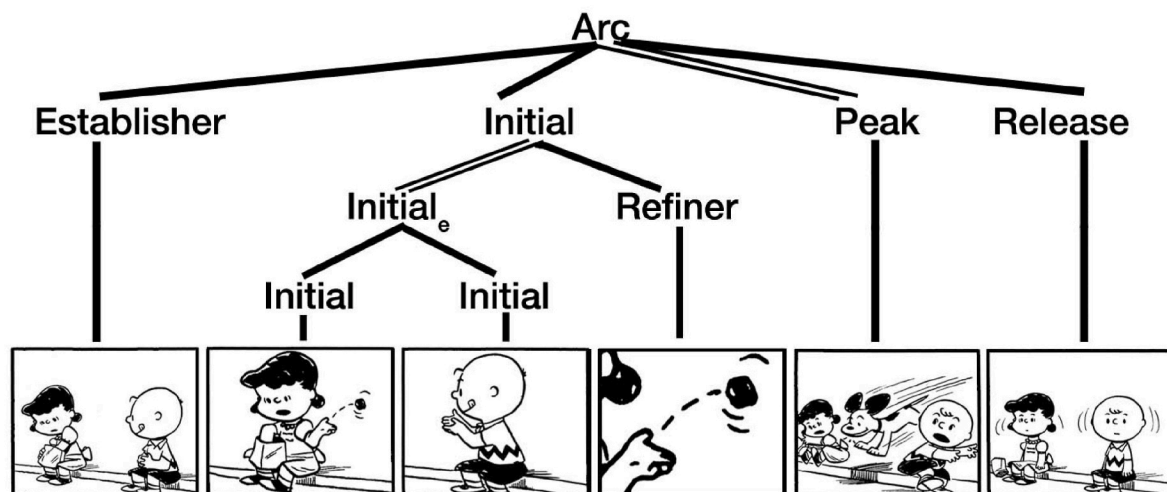 Arc
Establisher Initial Peak Release
Initialₑ Refiner
Initial Initial